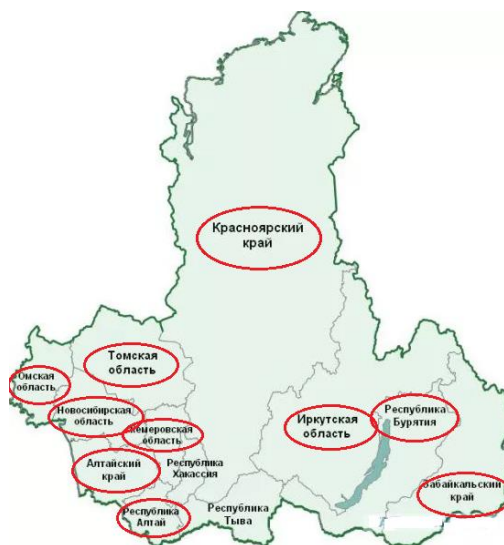 Красноярский
край
Томская
область
Омская
область
Новосибирская
область
Кемеровская
область
Иркутская
область
Республика
Бурятия
Алтайский
край
Республика
Хакассия
Забайкальский
край
Республика
Алтай
Республика
Тыва